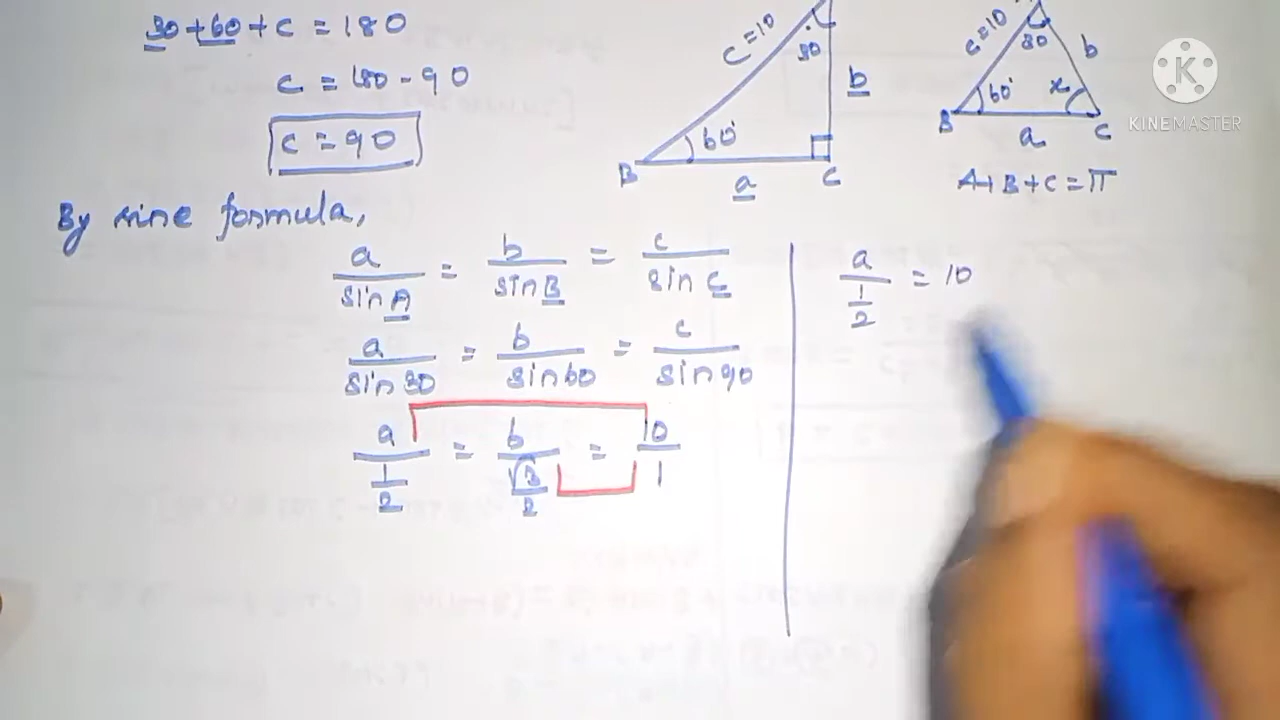 30+60+C = 180
C = 180-90
C = 90
C=10
30
b
60°
B
a
C
C=10
30
b
60°
x
B
a
C
A+B+C=π
K
KINEMASTER
By sine formula,
a/sin A = b/sin B = c/sin C
a/sin 30 = b/sin 60 = c/sin 90
a/(1/2) = b/(√3/2) = 10/1
a/(1/2) = 10